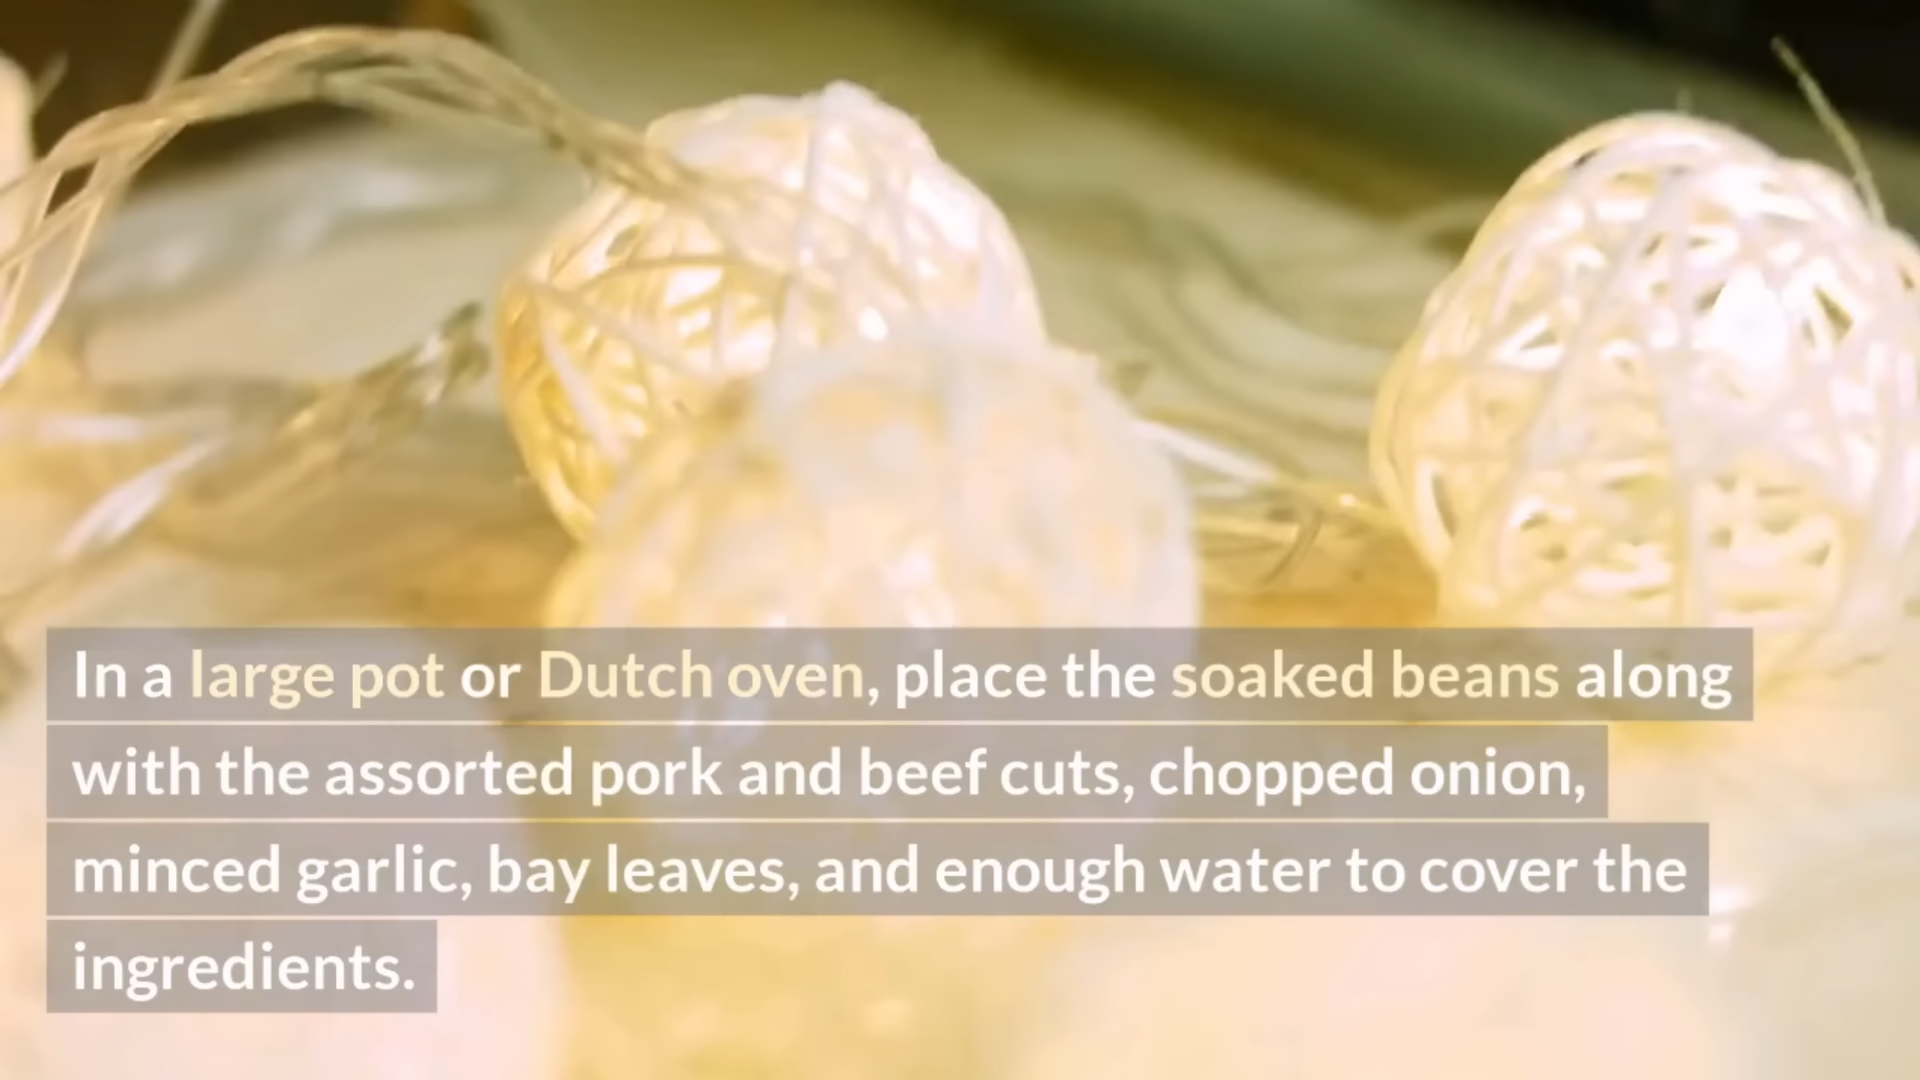 In a large pot or Dutch oven, place the soaked beans along
with the assorted pork and beef cuts, chopped onion,
minced garlic, bay leaves, and enough water to cover the
ingredients.